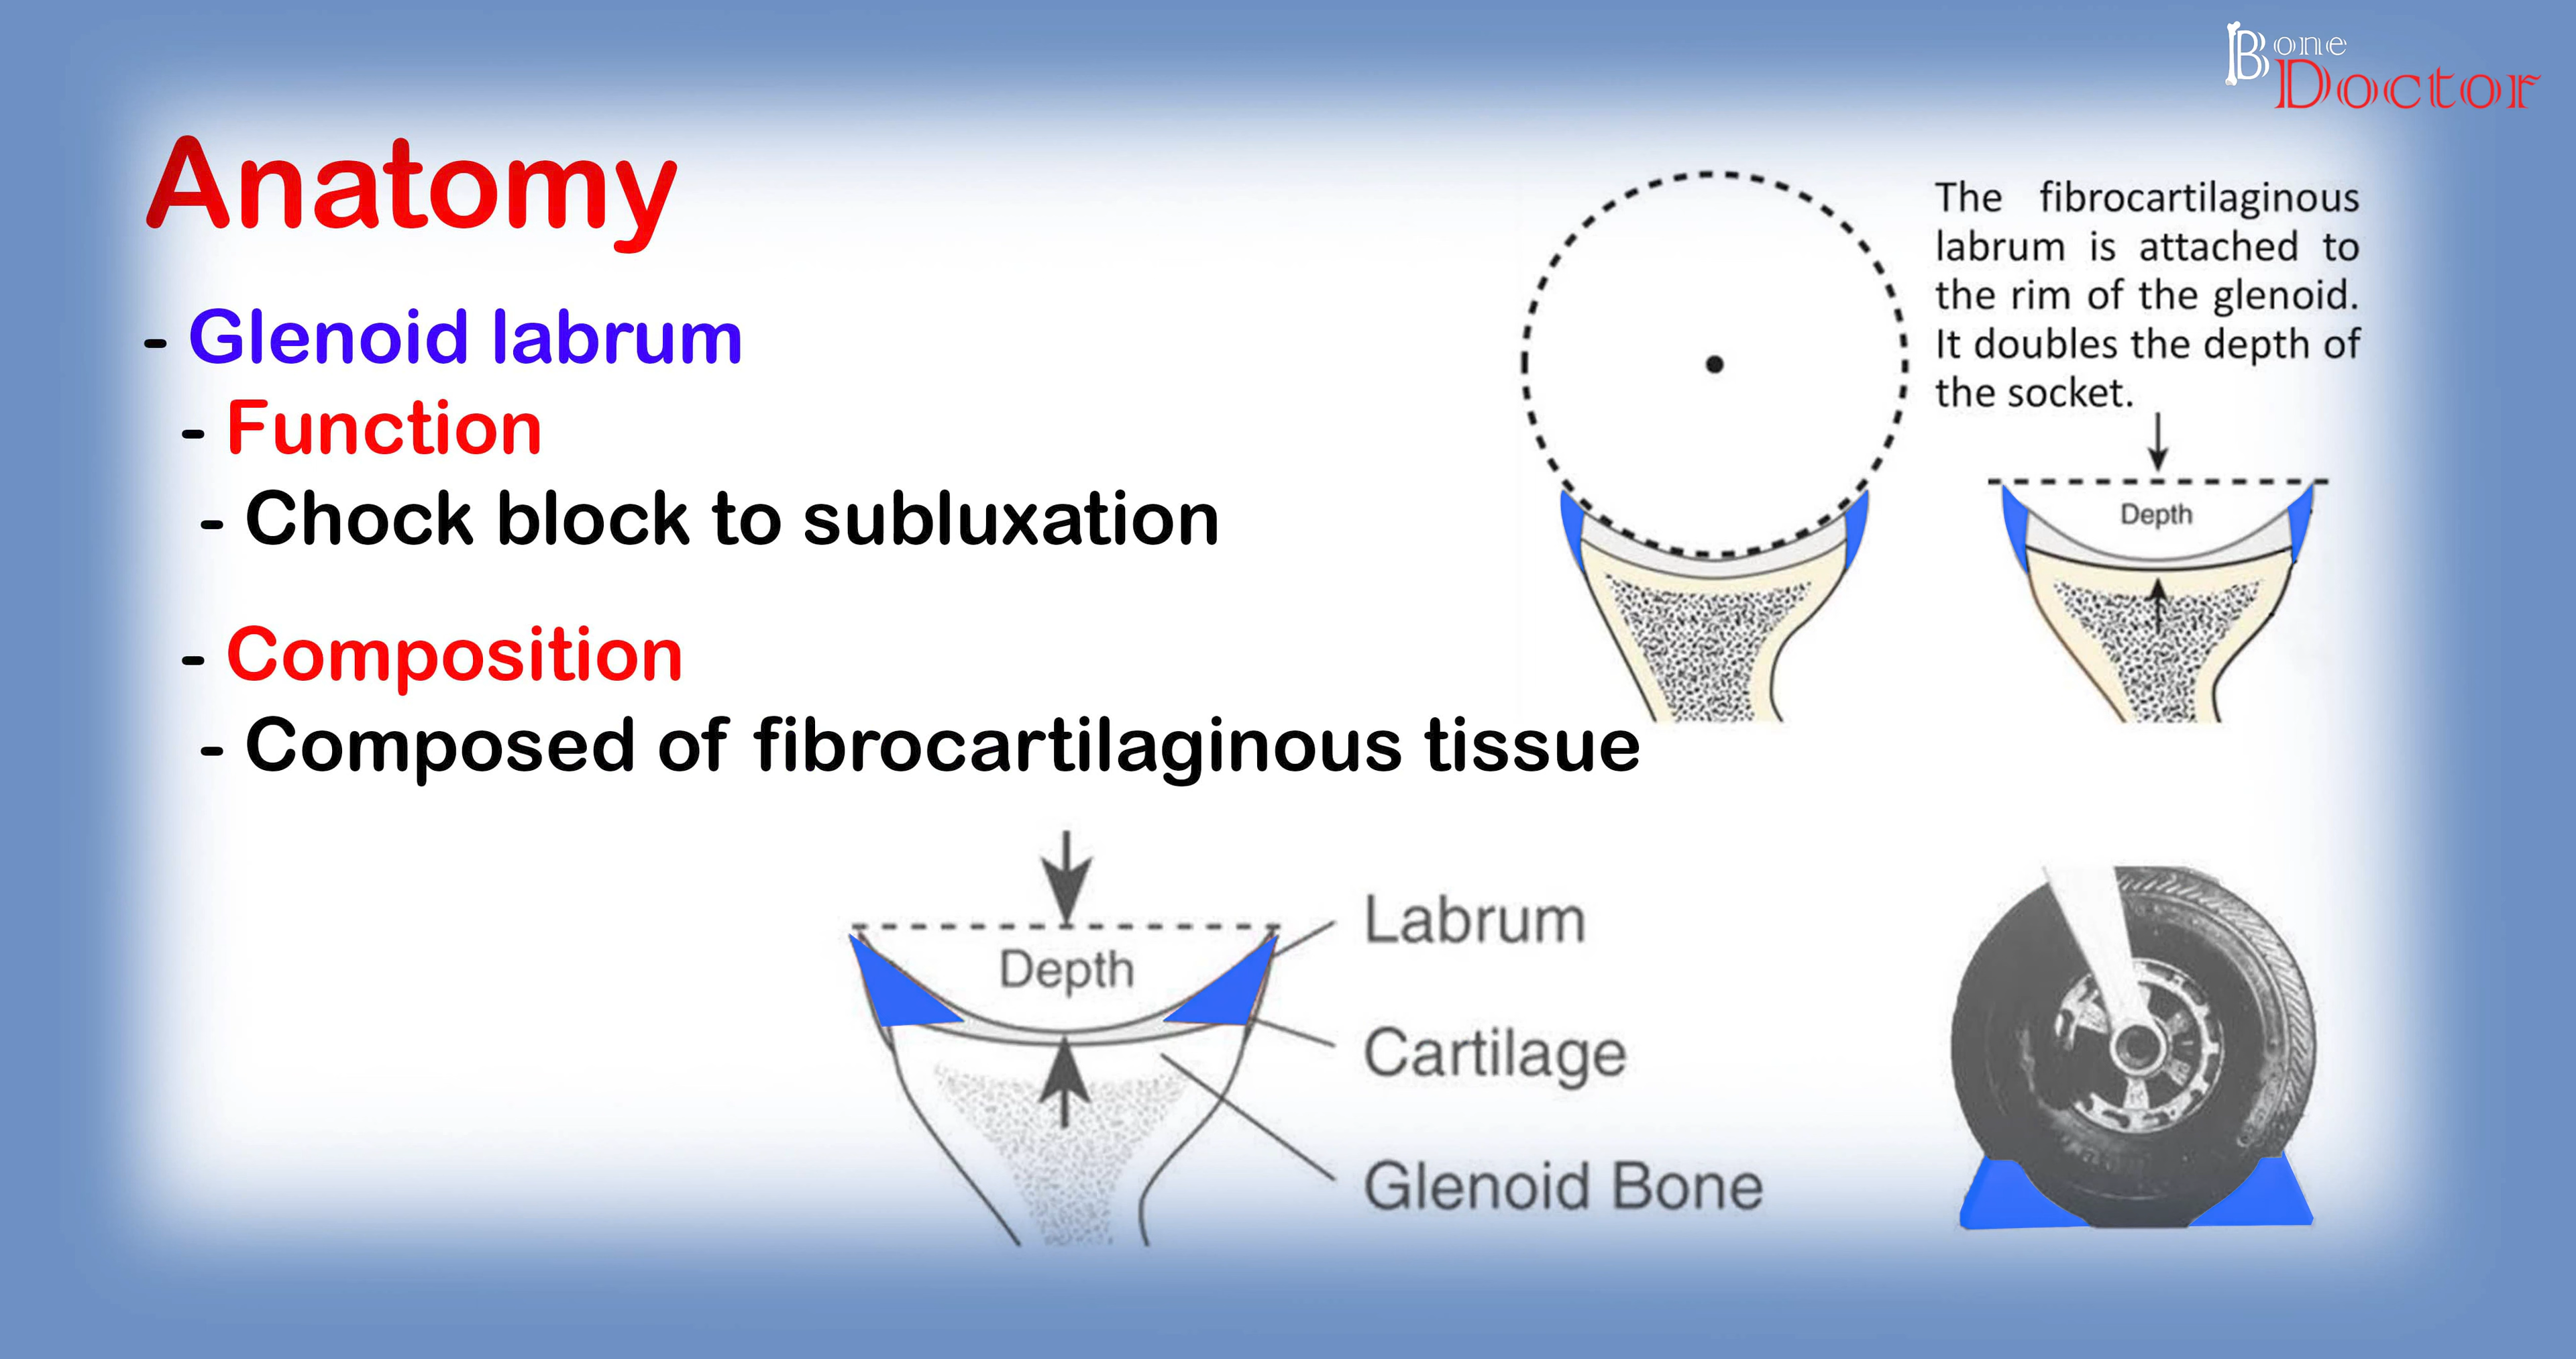 Bone
Doctor
Anatomy
- Glenoid labrum
- Function
- Chock block to subluxation
- Composition
- Composed of fibrocartilaginous tissue
The fibrocartilaginous
labrum is attached to
the rim of the glenoid.
It doubles the depth of
the socket.
Depth
Depth
Labrum
Cartilage
Glenoid Bone